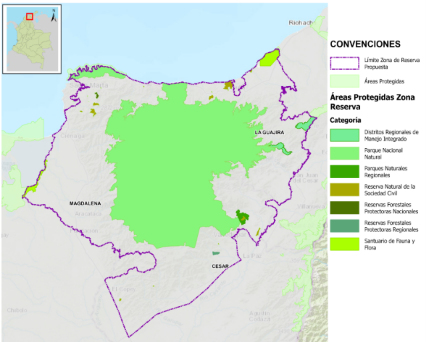 Riohach
CONVENCIONES
Límite Zona de Reserva
Propuesta
Áreas Protegidas
Áreas Protegidas Zona
Reserva
Categoría
Distritos Regionales de
Manejo Integrado
Parque Nacional
Natural
Parques Naturales
Regionales
Reserva Natural de la
Sociedad Civil
Reservas Forestales
Protectoras Nacionales
Reservas Forestales
Protectoras Regionales
Santuario de Fauna y
Flora
LA GUAJIRA
MAGDALENA
CESAR